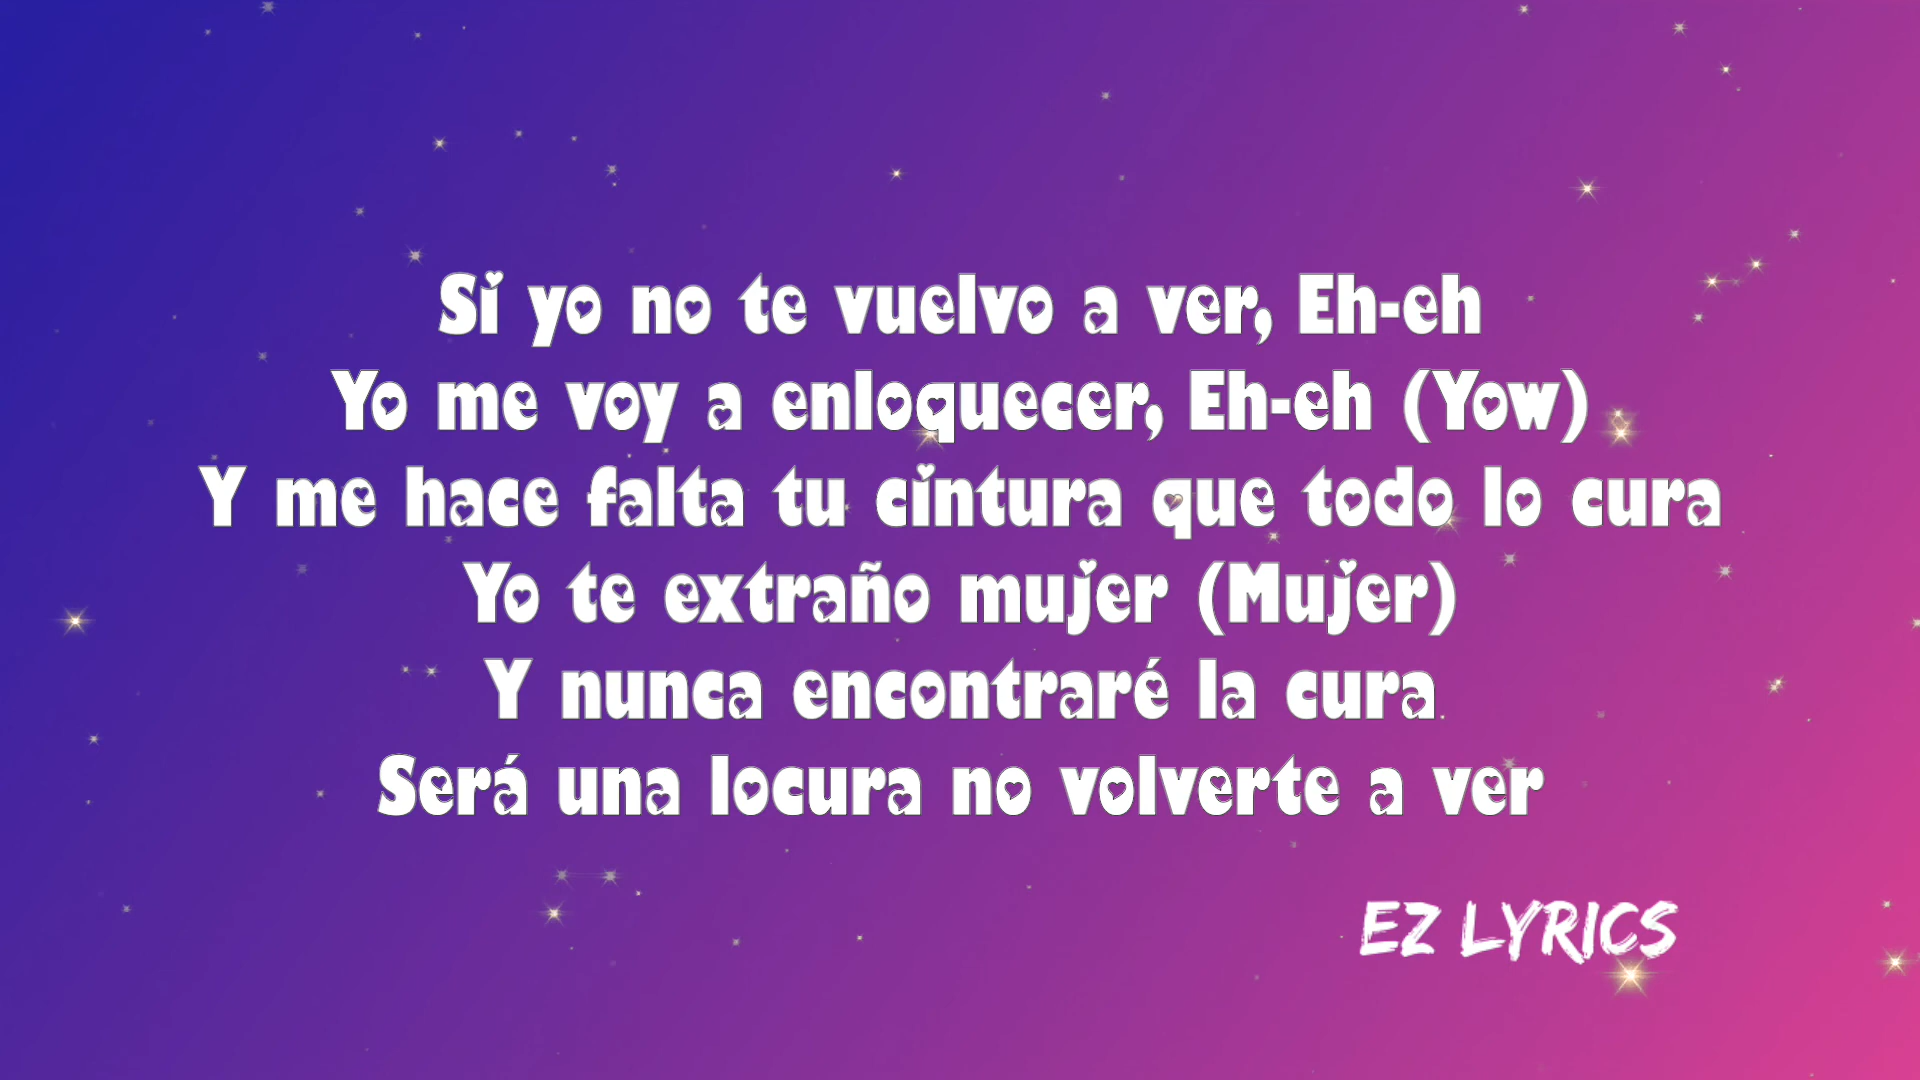 Si yo no te vuelvo a ver, Eh-eh
Yo me voy a enloquecer, Eh-eh (Yow)
Y me hace falta tu cintura que todo lo cura
Yo te extraño mujer (Mujer)
Y nunca encontraré la cura
Será una locura no volverte a ver
EZ LYRICS